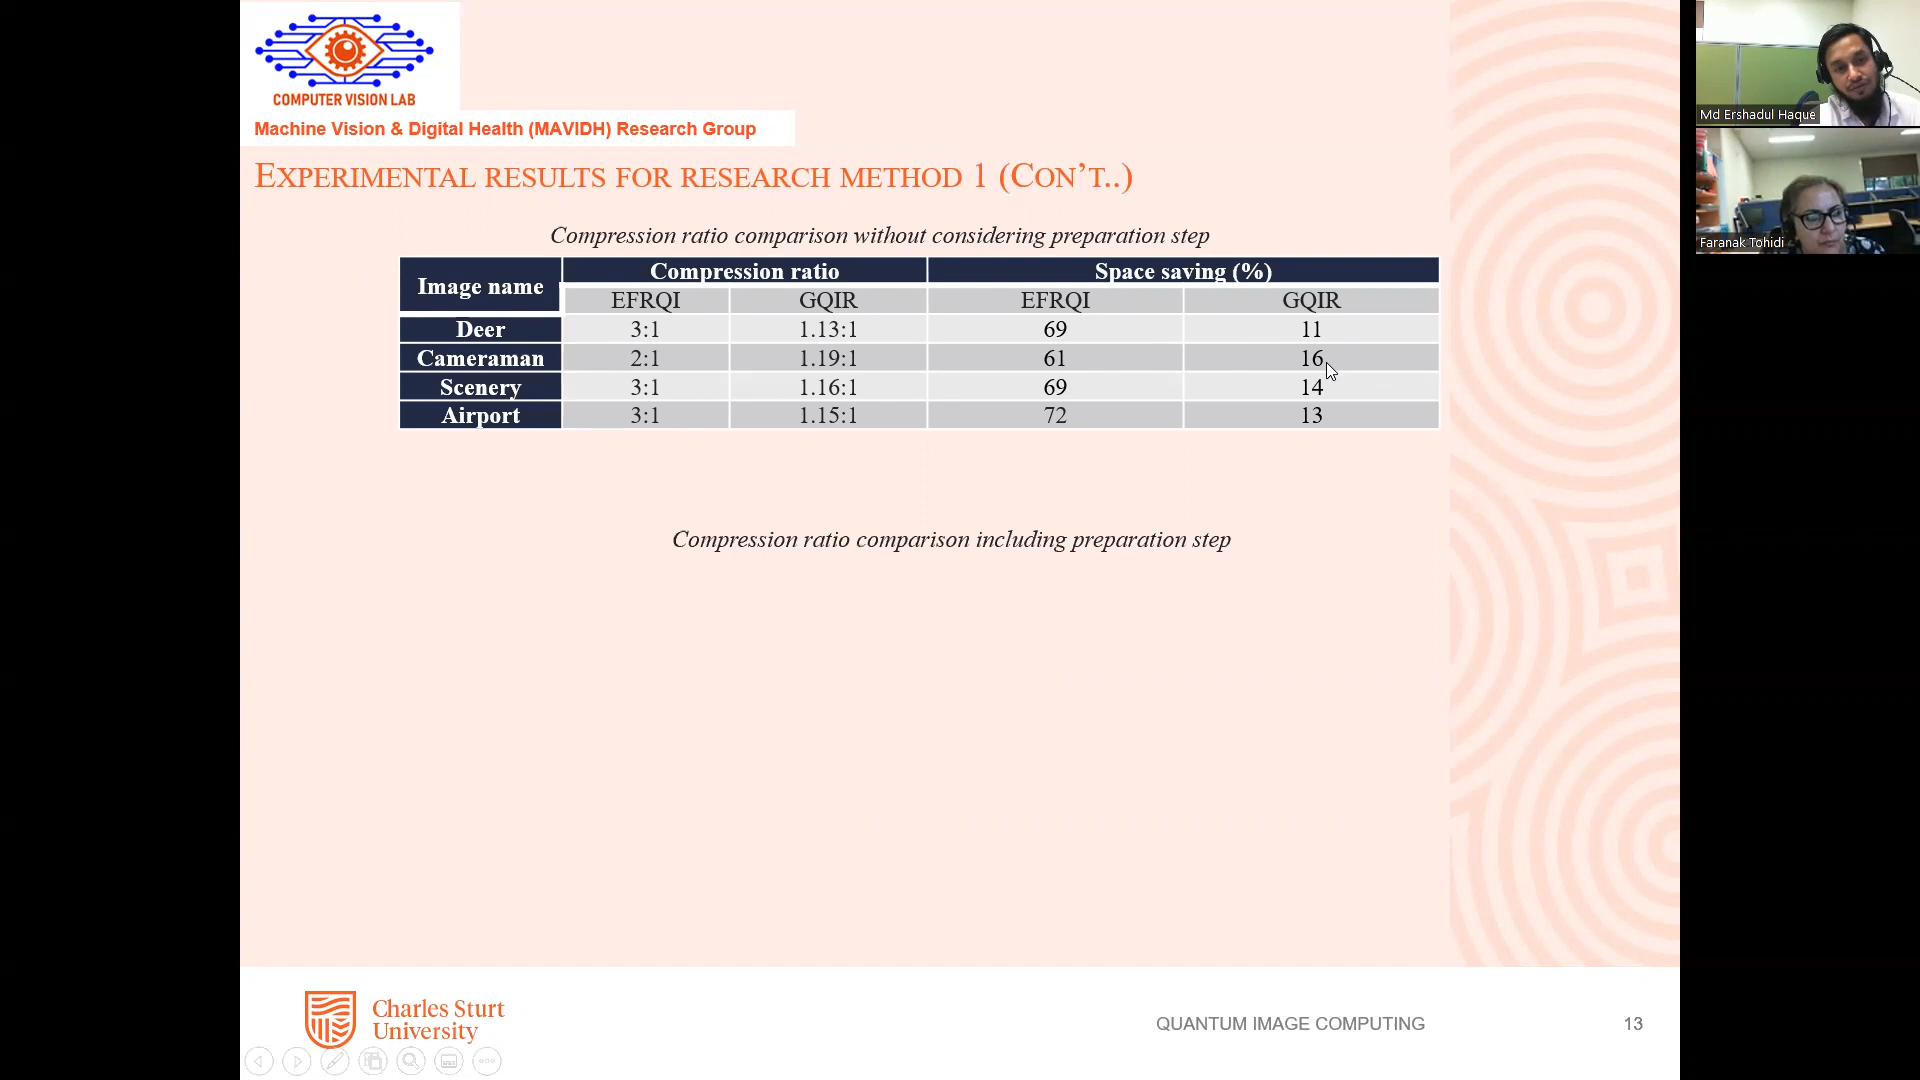 COMPUTER VISION LAB
Machine Vision & Digital Health (MAVIDH) Research Group
EXPERIMENTAL RESULTS FOR RESEARCH METHOD 1 (CON'T..)
Compression ratio comparison without considering preparation step
Image name Compression ratio Space saving (%)
EFRQI GQIR EFRQI GQIR
Deer 3:1 1.13:1 69 11
Cameraman 2:1 1.19:1 61 16
Scenery 3:1 1.16:1 69 14
Airport 3:1 1.15:1 72 13
Compression ratio comparison including preparation step
Charles Sturt
University
QUANTUM IMAGE COMPUTING 13
Md Ershadul Haque
Faranak Tohidi